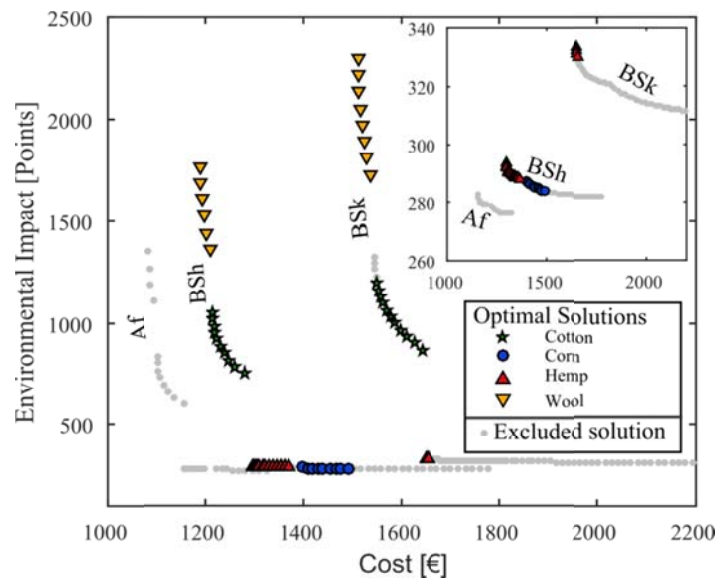 2500
2000
1500
1000
500
Environmental Impact [Points]
1000
1200
1400
1600
1800
2000
2200
Cost [€]
Af
BSh
BSk
340
320
300
280
260
1000
1500
2000
BSk
BSh
Af
Optimal Solutions
Cotton
Corn
Hemp
Wool
Excluded solution